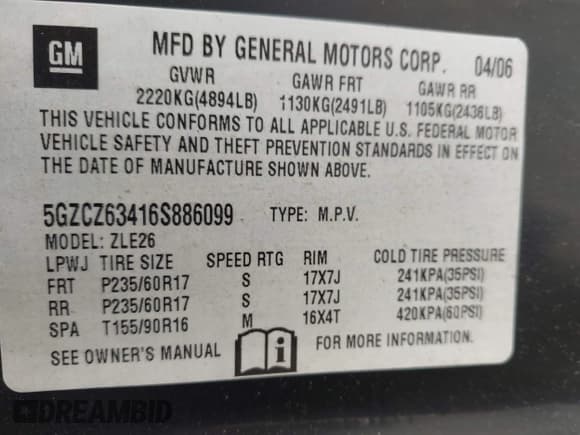 GM
MFD BY GENERAL MOTORS CORP. 04/06
GVWR GAWR FRT GAWR RR
2220KG(4894LB) 1130KG(2491LB) 1105KG(2436LB)
THIS VEHICLE CONFORMS TO ALL APPLICABLE U.S. FEDERAL MOTOR
VEHICLE SAFETY AND THEFT PREVENTION STANDARDS IN EFFECT ON
THE DATE OF MANUFACTURE SHOWN ABOVE.
5GZCZ63416S886099 TYPE: M.P.V.
MODEL: ZLE26
LPWJ TIRE SIZE SPEED RTG RIM COLD TIRE PRESSURE
FRT P235/60R17 S 17X7J 241KPA(35PSI)
RR P235/60R17 S 17X7J 241KPA(35PSI)
SPA T155/90R16 M 16X4T 420KPA(60PSI)
SEE OWNER'S MANUAL i
DREAMBID